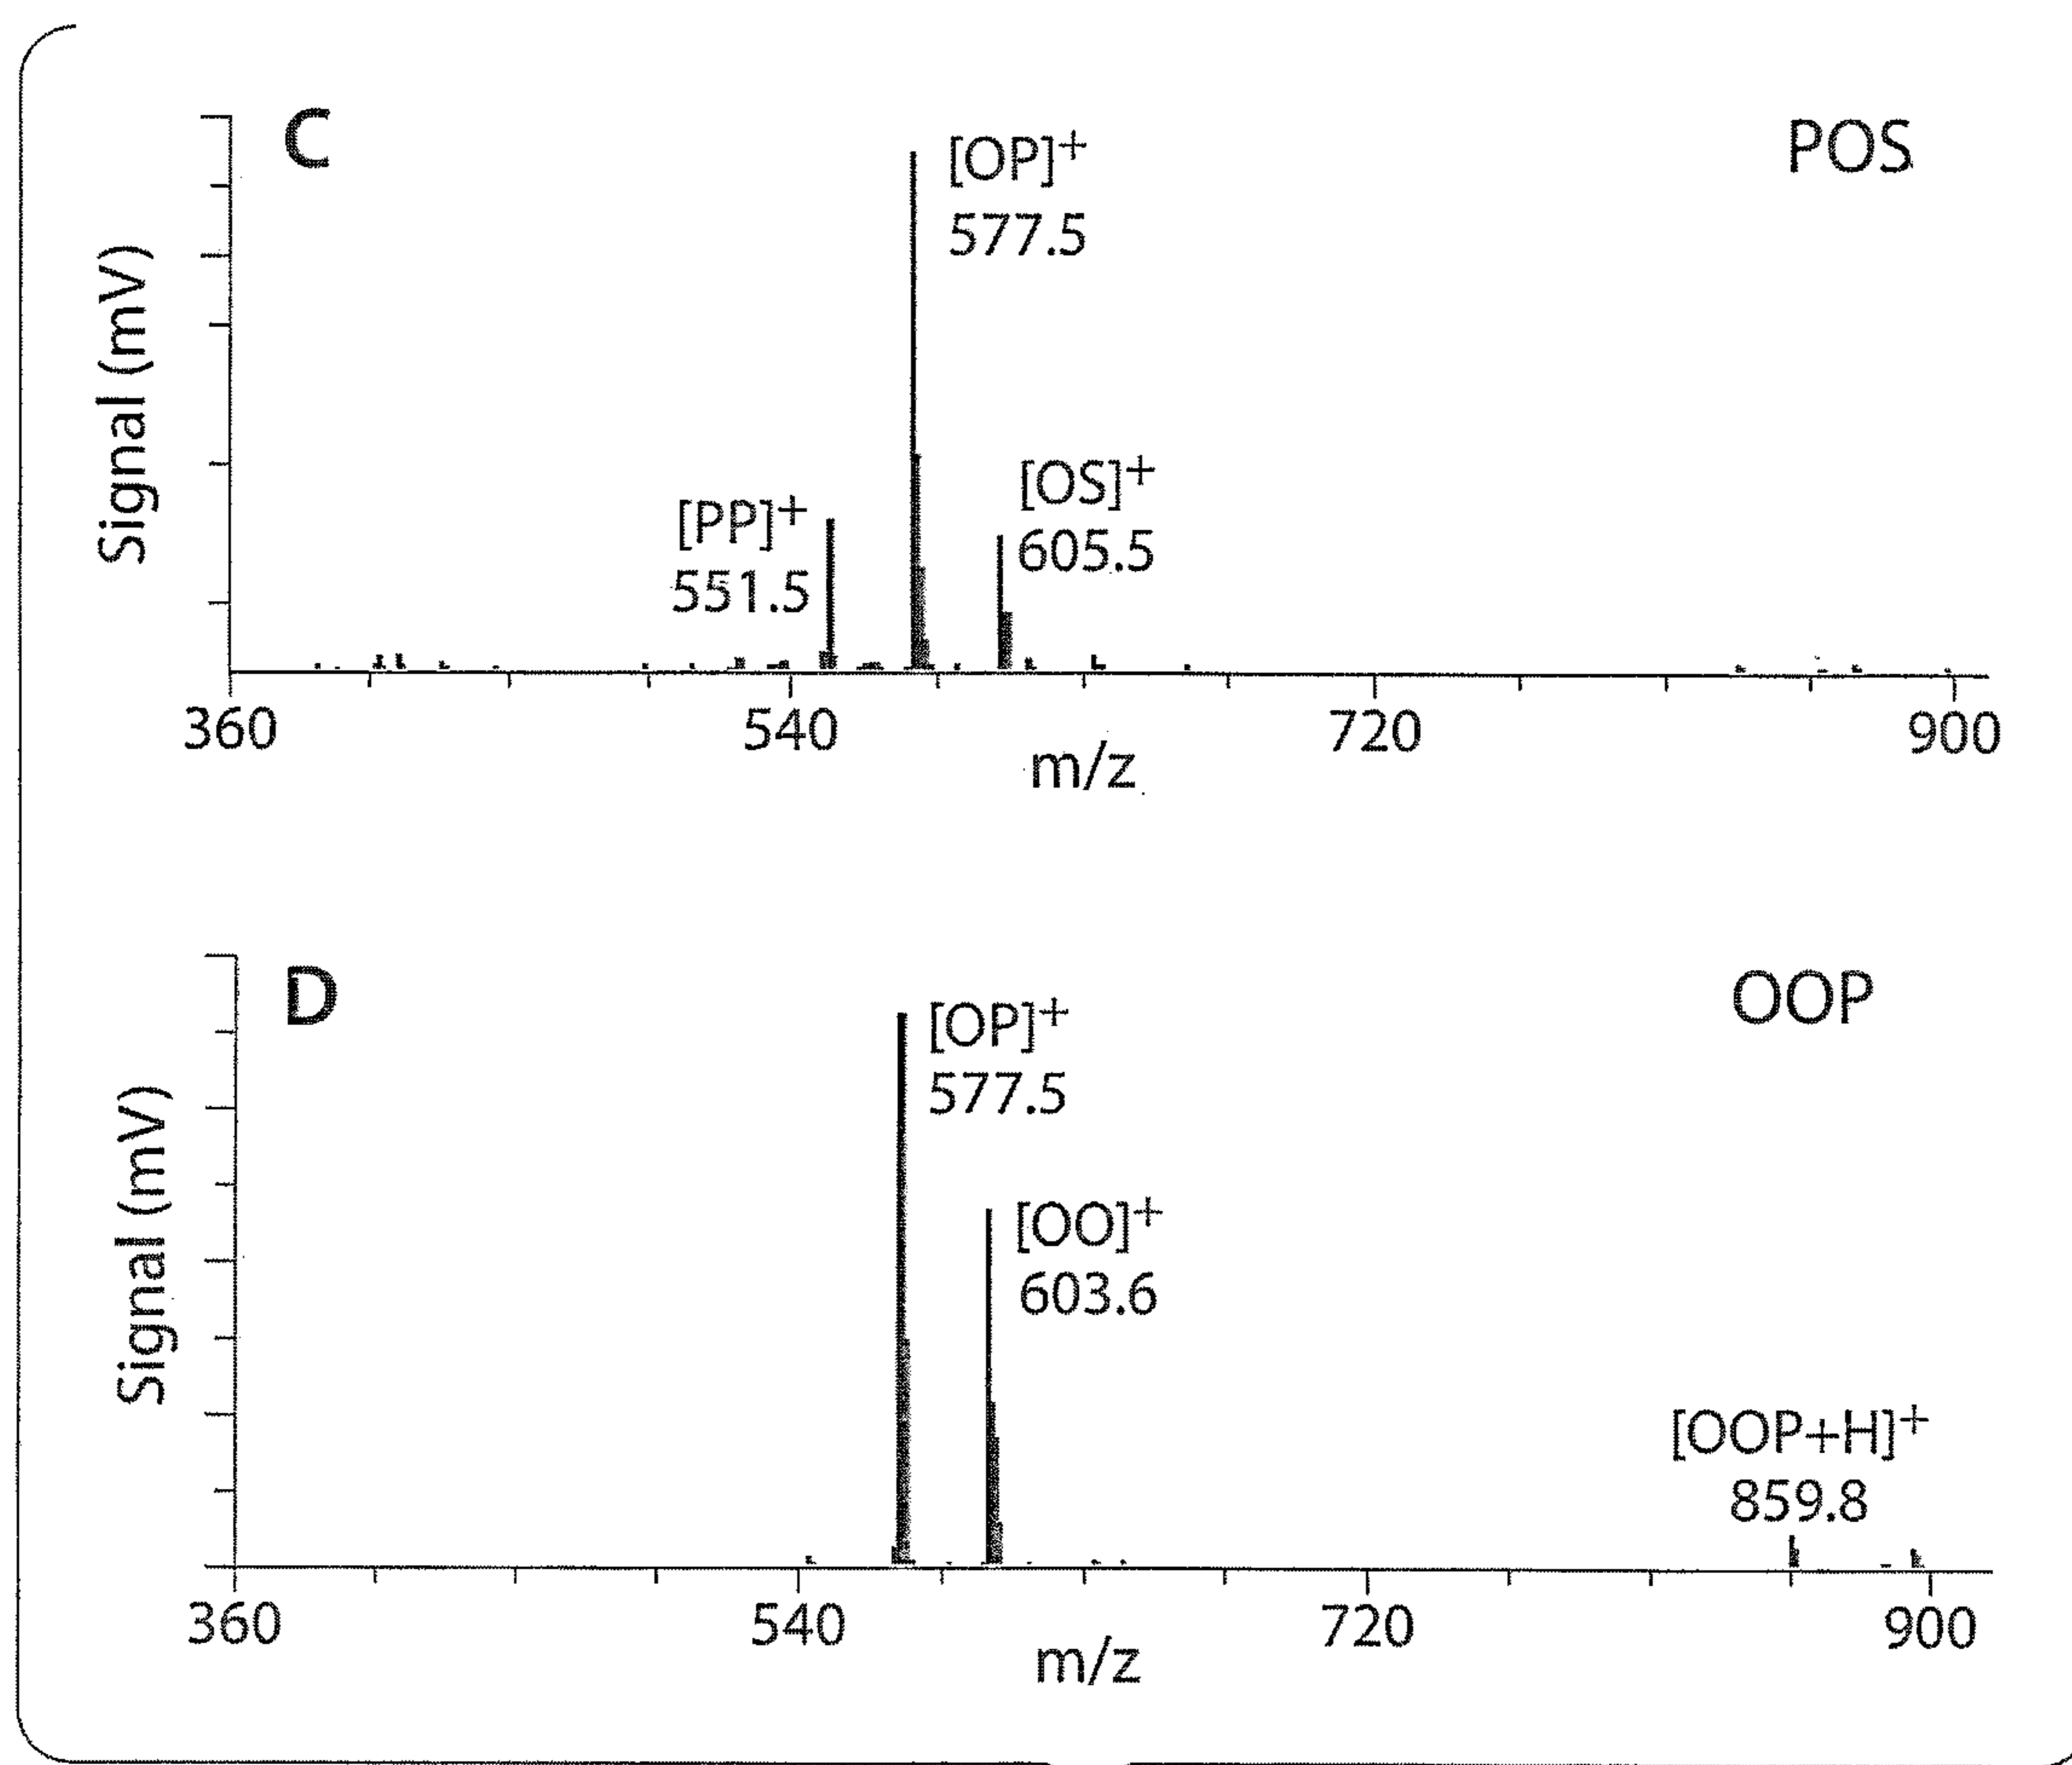 C
POS
[OP]+
577.5
[OS]+
605.5
[PP]+
551.5
Signal (mV)
360
540
720
900
m/z
D
OOP
[OP]+
577.5
[OO]+
603.6
[OOP+H]+
859.8
Signal (mV)
360
540
720
900
m/z